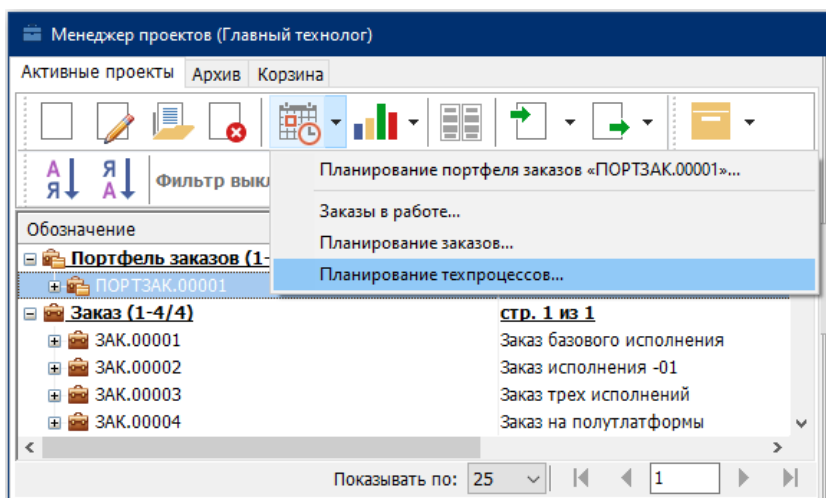 Менеджер проектов (Главный технолог)
Активные проекты Архив Корзина
Планирование портфеля заказов «ПОРТЗАК.00001»...
А Я Я А Фильтр выкл
Заказы в работе...
Обозначение
Планирование заказов...
Портфель заказов (1-
Планирование техпроцессов...
ПОРТЗАК.00001
Заказ (1-4/4) стр. 1 из 1
ЗАК.00001 Заказ базового исполнения
ЗАК.00002 Заказ исполнения -01
ЗАК.00003 Заказ трех исполнений
ЗАК.00004 Заказ на полутлатформы
Показывать по: 25 1